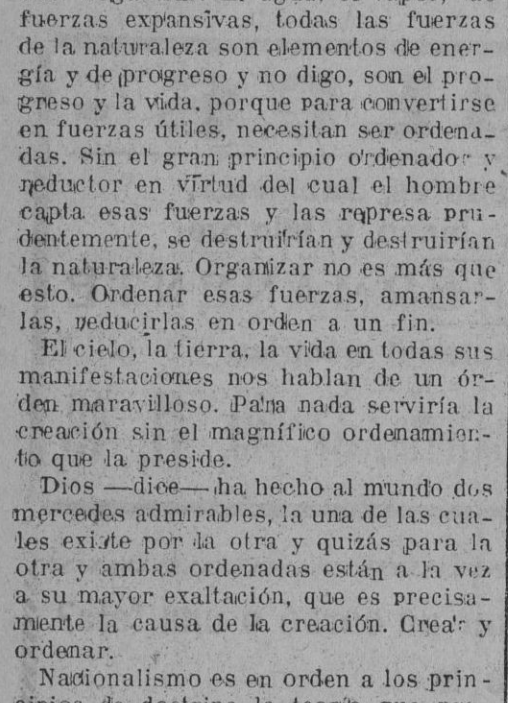 fuerzas expansivas, todas las fuerzas
de la naturaleza son elementos de ener-
gía y de progreso y no digo, son el pro-
greso y la vida, porque para convertirse
en fuerzas útiles, necesitan ser ordena-
das. Sin el gran principio ordenador y
reductor en virtud del cual el hombre
capta esas fuerzas y las represa pru-
dentemente, se destruirían y destruirían
la naturaleza. Organizar no es más que
esto. Ordenar esas fuerzas, amansar-
las, reducirlas en orden a un fin.
El cielo, la tierra, la vida en todas sus
manifestaciones nos hablan de un ór-
den maravilloso. Para nada serviría la
creación sin el magnífico ordenamien-
to que la preside.
Dios —dice— ha hecho al mundo dos
mercedes admirables, la una de las cua-
les existe por la otra y quizás para la
otra y ambas ordenadas están a la vez
a su mayor exaltación, que es precisa-
miente la causa de la creación. Crear y
ordenar.
Nacionalismo es en orden a los prin-